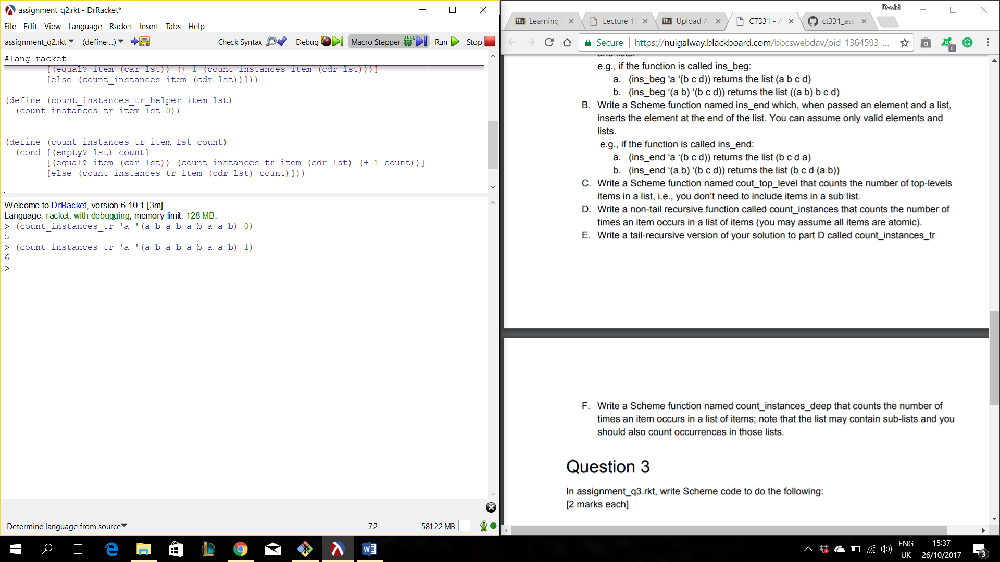 assignment_q2.rkt - DrRacket*
File Edit View Language Racket Insert Tabs Help
assignment_q2.rkt (define ...) Check Syntax Debug Macro Stepper Run Stop
#lang racket
[(equal? item (car lst)) (+ 1 (count_instances item (cdr lst)))]
[else (count_instances item (cdr lst))]))
(define (count_instances_tr_helper item lst)
(count_instances_tr item lst 0))
(define (count_instances_tr item lst count)
(cond [(empty? lst) count]
[(equal? item (car lst)) (count_instances_tr item (cdr lst) (+ 1 count))]
[else (count_instances_tr item (cdr lst) count)]))
Welcome to DrRacket, version 6.10.1 [3m].
Language: racket, with debugging; memory limit: 128 MB.
> (count_instances_tr 'a '(a b a b a b a a b) 0)
5
> (count_instances_tr 'a '(a b a b a b a a b) 1)
6
>
Determine language from source 7:2 581.22 MB
David
Bb Learning Lecture 1 Bb Upload A CT331 - A ct331_ass
Secure https://nuigalway.blackboard.com/bbcswebdav/pid-1364593-...
0
and lists.
e.g., if the function is called ins_beg:
a. (ins_beg ‘a ‘(b c d)) returns the list (a b c d)
b. (ins_beg ‘(a b) ‘(b c d)) returns the list ((a b) b c d)
B. Write a Scheme function named ins_end which, when passed an element and a list,
inserts the element at the end of the list. You can assume only valid elements and
lists.
e.g., if the function is called ins_end:
a. (ins_end ‘a ‘(b c d)) returns the list (b c d a)
b. (ins_end ‘(a b) ‘(b c d)) returns the list (b c d (a b))
C. Write a Scheme function named cout_top_level that counts the number of top-levels
items in a list, i.e., you don’t need to include items in a sub list.
D. Write a non-tail recursive function called count_instances that counts the number of
times an item occurs in a list of items (you may assume all items are atomic).
E. Write a tail-recursive version of your solution to part D called count_instances_tr
F. Write a Scheme function named count_instances_deep that counts the number of
times an item occurs in a list of items; note that the list may contain sub-lists and you
should also count occurrences in those lists.
Question 3
In assignment_q3.rkt, write Scheme code to do the following:
[2 marks each]
ENG
UK
15:37
26/10/2017
3